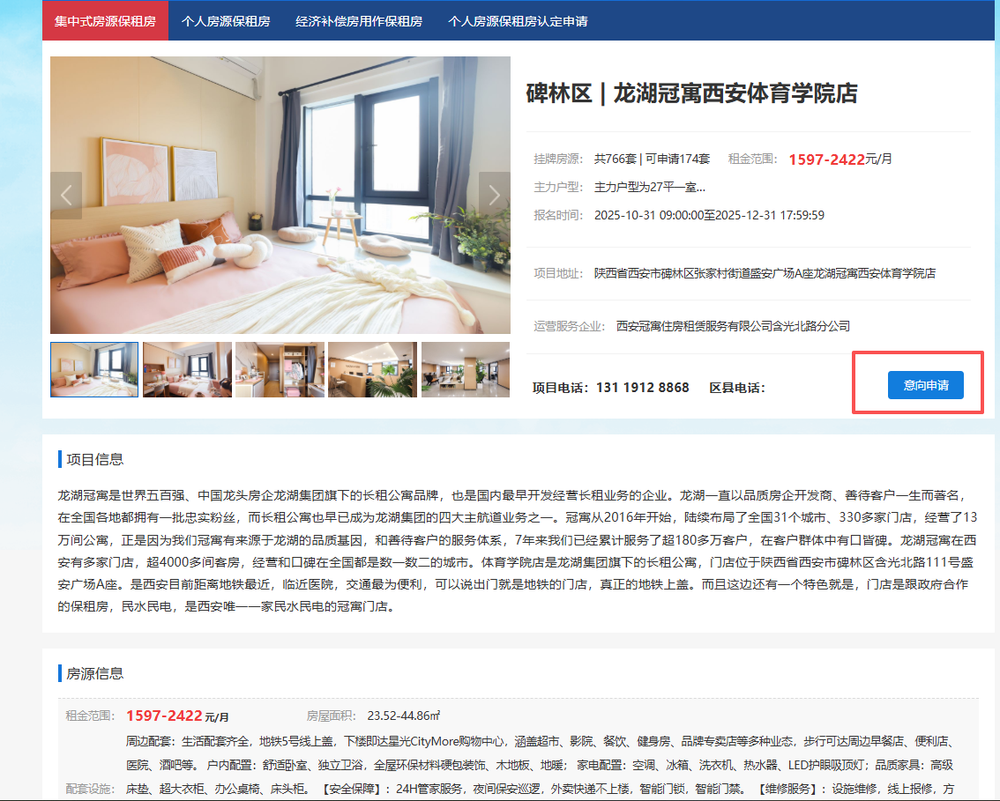 集中式房源保租房 个人房源保租房 经济补偿房用作保租房 个人房源保租房认定申请
碑林区 | 龙湖冠寓西安体育学院店
挂牌房源： 共766套 | 可申请174套 租金范围： 1597-2422元/月
主力户型： 主力户型为27平一室...
报名时间： 2025-10-31 09:00:00至2025-12-31 17:59:59
项目地址： 陕西省西安市碑林区张家村街道盛安广场A座龙湖冠寓西安体育学院店
运营服务企业： 西安冠寓住房租赁服务有限公司含光北路分公司
项目电话：131 1912 8868 区县电话：
意向申请
项目信息
龙湖冠寓是世界五百强、中国龙头房企龙湖集团旗下的长租公寓品牌，也是国内最早开发经营长租业务的企业。龙湖一直以品质房企开发商、善待客户一生而著名，
在全国各地都拥有一批忠实粉丝，而长租公寓也早已成为龙湖集团的四大主航道业务之一。冠寓从2016年开始，陆续布局了全国31个城市、330多家门店，经营了13
万间公寓，正是因为我们冠寓有来源于龙湖的品质基因，和善待客户的服务体系，7年来我们已经累计服务了超180多万客户，在客户群体中有口皆碑。龙湖冠寓在西
安有多家门店，超4000多间客房，经营和口碑在全国都是数一数二的城市。体育学院店是龙湖集团旗下的长租公寓，门店位于陕西省西安市碑林区含光北路111号盛
安广场A座。是西安目前距离地铁最近，临近医院，交通最为便利，可以说出门就是地铁的门店，真正的地铁上盖。而且这边还有一个特色就是，门店是跟政府合作
的保租房，民水民电，是西安唯一一家民水民电的冠寓门店。
房源信息
租金范围： 1597-2422 元/月 房屋面积： 23.52-44.86㎡
周边配套：生活配套齐全，地铁5号线上盖，下楼即达星光CityMore购物中心，涵盖超市、影院、餐饮、健身房、品牌专卖店等多种业态，步行可达周边早餐店、便利店、
医院、酒吧等。 户内配置：舒适卧室、独立卫浴，全屋环保材料硬包装饰、木地板、地暖； 家电配置：空调、冰箱、洗衣机、热水器、LED护眼吸顶灯；品质家具：高级
配套设施： 床垫、超大衣柜、办公桌椅、床头柜。 【安全保障】：24H管家服务，夜间保安巡逻，外卖快递不上楼，智能门锁，智能门禁。 【维修服务】：设施维修，线上报修，方